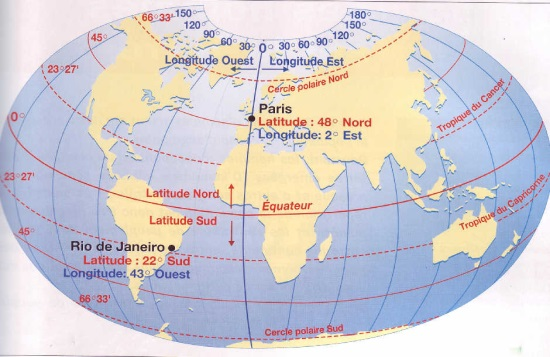 66° 33'
150°
120°
90°
60°
30°
0°
30°
60°
90°
120°
150°
180°
45°
Longitude Ouest
Longitude Est
23° 27'
Cercle polaire Nord
Paris
Latitude : 48° Nord
Longitude: 2° Est
Tropique du Cancer
0°
23° 27'
Latitude Nord
Équateur
Latitude Sud
Tropique du Capricorne
45°
Rio de Janeiro
Latitude : 22° Sud
Longitude: 43° Ouest
66° 33'
Cercle polaire Sud